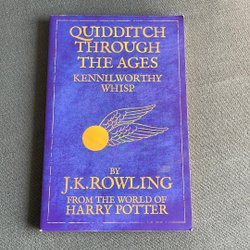 QUIDDITCH
THROUGH
THE AGES
KENNILWORTHY
WHISP
BY
J.K.ROWLING
FROM THE WORLD OF
HARRY POTTER